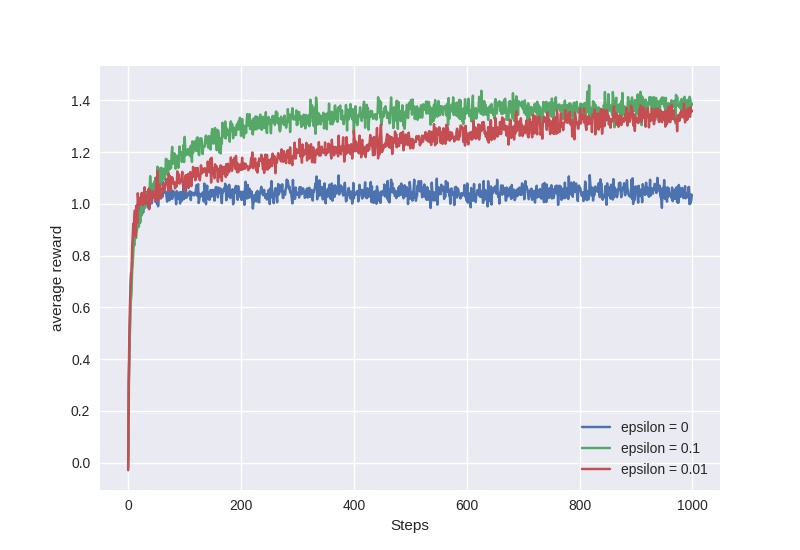 1.4
1.2
1.0
0.8
0.6
0.4
0.2
0.0
average reward
0 200 400 600 800 1000
Steps
epsilon = 0
epsilon = 0.1
epsilon = 0.01